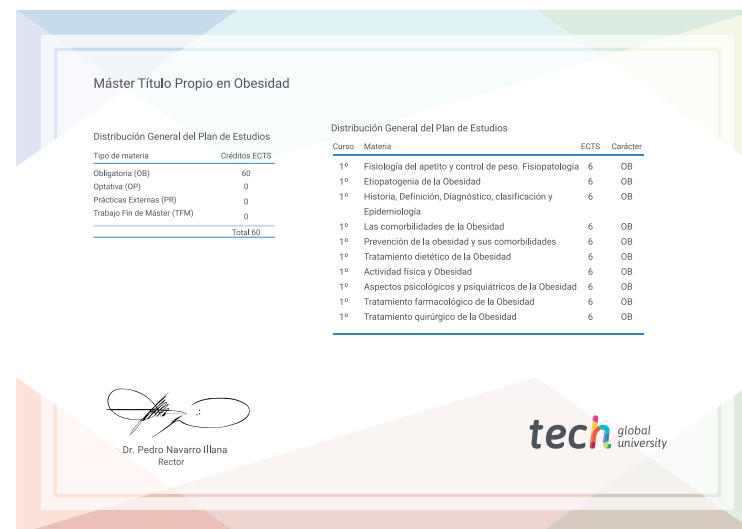 Máster Título Propio en Obesidad
Distribución General del Plan de Estudios
Tipo de materia Créditos ECTS
Obligatoria (OB) 60
Optativa (OP) 0
Prácticas Externas (PR) 0
Trabajo Fin de Máster (TFM) 0
Total 60
Distribución General del Plan de Estudios
Curso Materia ECTS Carácter
1º Fisiología del apetito y control de peso. Fisiopatología 6 OB
1º Etiopatogenia de la Obesidad 6 OB
1º Historia, Definición, Diagnóstico, clasificación y 6 OB
Epidemiología
1º Las comorbilidades de la Obesidad 6 OB
1º Prevención de la obesidad y sus comorbilidades 6 OB
1º Tratamiento dietético de la Obesidad 6 OB
1º Actividad física y Obesidad 6 OB
1º Aspectos psicológicos y psiquiátricos de la Obesidad 6 OB
1º Tratamiento farmacológico de la Obesidad 6 OB
1º Tratamiento quirúrgico de la Obesidad 6 OB
Dr. Pedro Navarro Illana
Rector
tech global
university